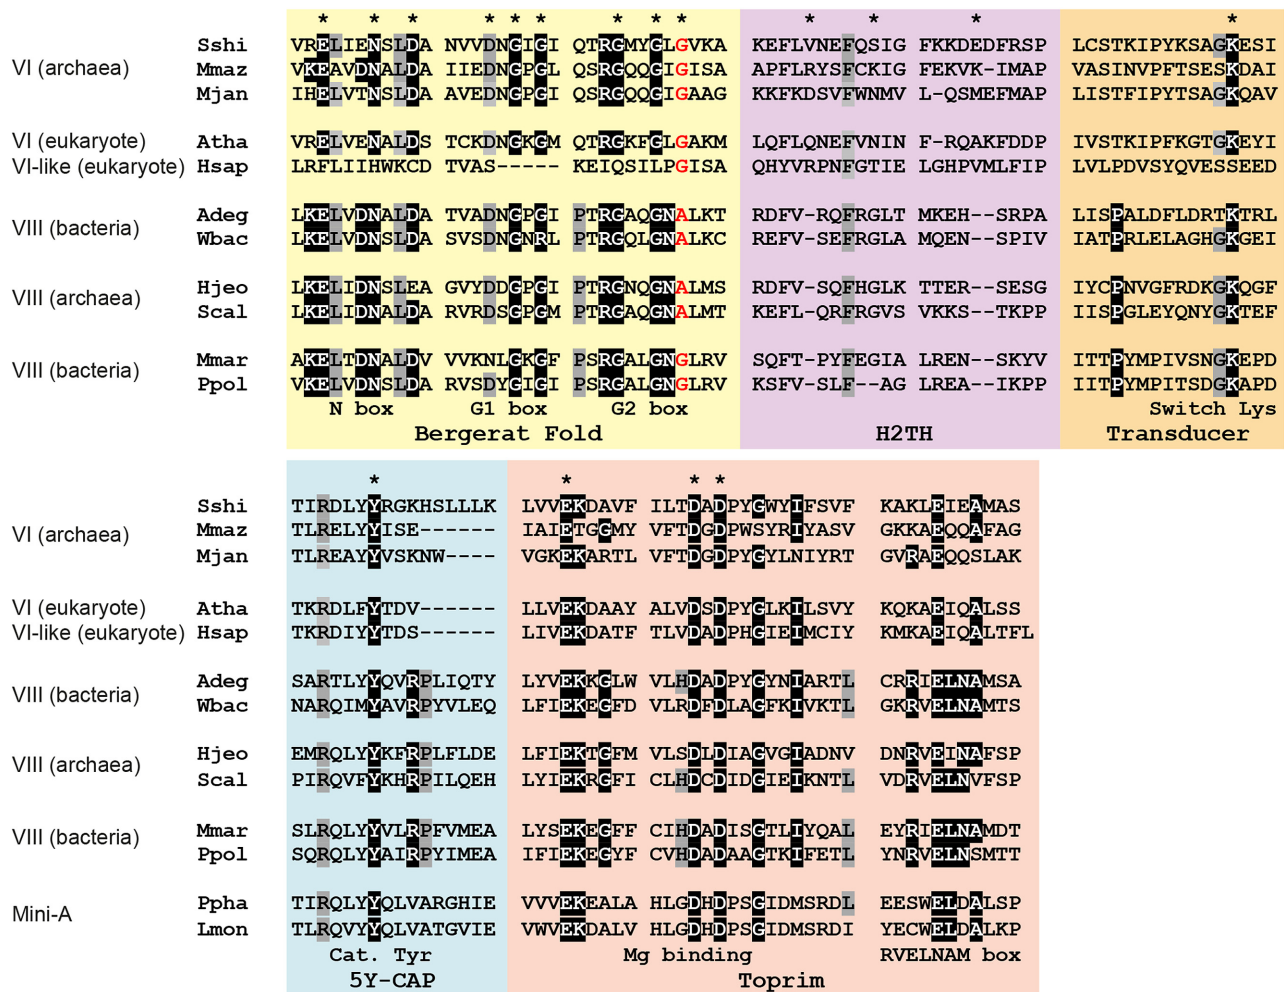 * * * * * * * * * * * * *
Sshi VRELIENSLDA NVVDNGIGI QTRGMYGLGVKA KEFLVNEFQSIG FKKDEDFRSP LCSTKIPYKSAGKESI
VI (archaea) Mmaz VKEAVDNALDA IIEDNGPGL QSRGQQGIGISA APFLRYSFCKIG FEKVK-IMAP VASINVPFTSESKDAI
Mjan IHELVTNSLDA AVEDNGPGI QSRGQQGIGAAG KKFKDSVFWNMV L-QSMEFMAP LISTFIPYTSAGKQAV
VI (eukaryote) Atha VRELVENALDS TCKDNGKGM QTRGKFGLGAKM LQFLQNEFVNIN F-RQAKFDDP IVSTKIPFKGTGKEYI
VI-like (eukaryote) Hsap LRFLIIHWKCD TVAS----- KEIQSILPGISA QHYVRPNFGTIE LGHPVMLFIP LVLPDVSYQVESSEED
Adeg LKELVDNALDA TVADNGPGI PTRGAQGNALKT RDFV-RQFRGLT MKEH--SRPA LISPALDFLDRTKTRL
VIII (bacteria)
Wbac LKELVDNSLDA SVSDNGNRL PTRGQLGNALKC REFV-SEFRGLA MQEN--SPIV IATPRLELAGHGKGEI
Hjeo LKELIDNSLEA GVYDDGPGI PTRGNQGNALMS RDFV-SQFHGLK TTER--SESG IYCPNVGFRDKGKQGF
VIII (archaea)
Scal LKELIDNALDA RVRDSGPGM PTRGAQGNALMT KEFL-QRFRGVS VKKS--TKPP IISPGLEYQNYGKTEF
Mmar AKELTDNALDV VVKNLGKGF PSRGALGNGLRV SQFT-PYFEGIA LREN--SKYV ITTPYMPIVSNGKEPD
VIII (bacteria)
Ppol VKELVDNSLDA RVSDYGIGI PSRGALGNGLRV KSFV-SLF--AG LREA--IKPP IITPYMPITSDGKAPD
N box G1 box G2 box Switch Lys
Bergerat Fold H2TH Transducer
* * * *
Sshi TIRDLYYRGKHSLLLK LVVEKDAVF ILTDADPYGWYIFSVF KAKLEIEAMAS
VI (archaea) Mmaz TLRELYYISE------ IAIETGGMY VFTDGDPWSYRIYASV GKKAEQQAFAG
Mjan TLREAYYVSKNW---- VGKEKARTL VFTDGDPYGYLNIYRT GVRAEQQSLAK
VI (eukaryote) Atha TKRDLFYTDV------ LLVEKDAAY ALVDSDPYGLKILSVY KQKAEIQALSS
VI-like (eukaryote) Hsap TKRDIYYTDS------ LIVEKDATF TLVDADPHGIEIMCIY KMKAEIQALTFL
Adeg SARTLYYQVRPLIQTY LYVEKKGLW VLHDADPYGYNIARTL CRRIELNAMSA
VIII (bacteria)
Wbac NARQIMYAVRPYVLEQ LFIEKEGFD VLRDFDLAGFKIVKTL GKRVELNAMTS
Hjeo EMRQLYYKFRPLFLDE LFIEKTGFM VLSDLDIAGVGIADNV DNRVEINAFSP
VIII (archaea)
Scal PIRQVFYKHRPILQEH LYIEKRGFI CLHDCDIDGIEIKNTL VDRVELNVFSP
Mmar SLRQLYYVLRPFVMEA LYSEKEGFF CIHDADISGTLIYQAL EYRIELNAMDT
VIII (bacteria)
Ppol SQRQLYYAIRPYIMEA IFIEKEGYF CVHDADAAGTKIFETL YNRVELNSMTT
Ppha TIRQLYYQLVARGHIE VVVEKEALA HLGDHDPSGIDMSRDL EESWELDALSP
Mini-A
Lmon TLRQVYYQLVATGVIE VWVEKDALV HLGDHDPSGIDMSRDI YECWELDALKP
Cat. Tyr Mg binding RVELNAM box
5Y-CAP Toprim